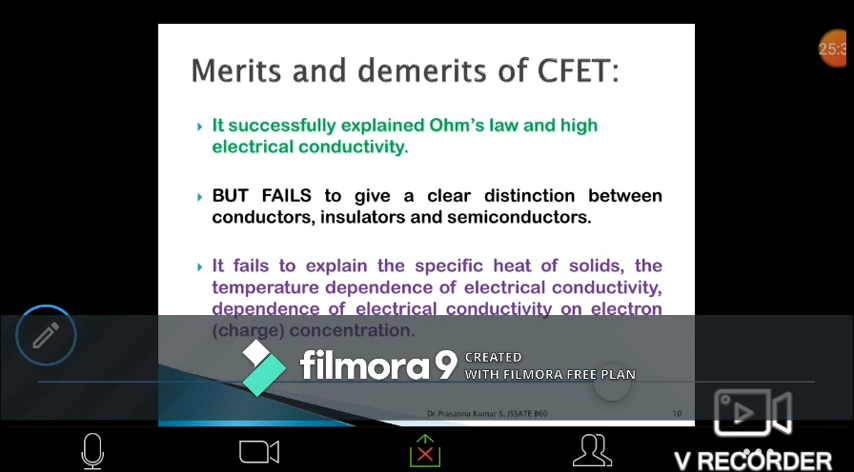 25:3
Merits and demerits of CFET:
It successfully explained Ohm's law and high
electrical conductivity.
BUT FAILS to give a clear distinction between
conductors, insulators and semiconductors.
It fails to explain the specific heat of solids, the
temperature dependence of electrical conductivity,
dependence of electrical conductivity on electron
(charge) concentration.
filmora9 CREATED
WITH FILMORA FREE PLAN
Dr.Prasanna Kumar S, JSSATE B60 10
V RECORDER